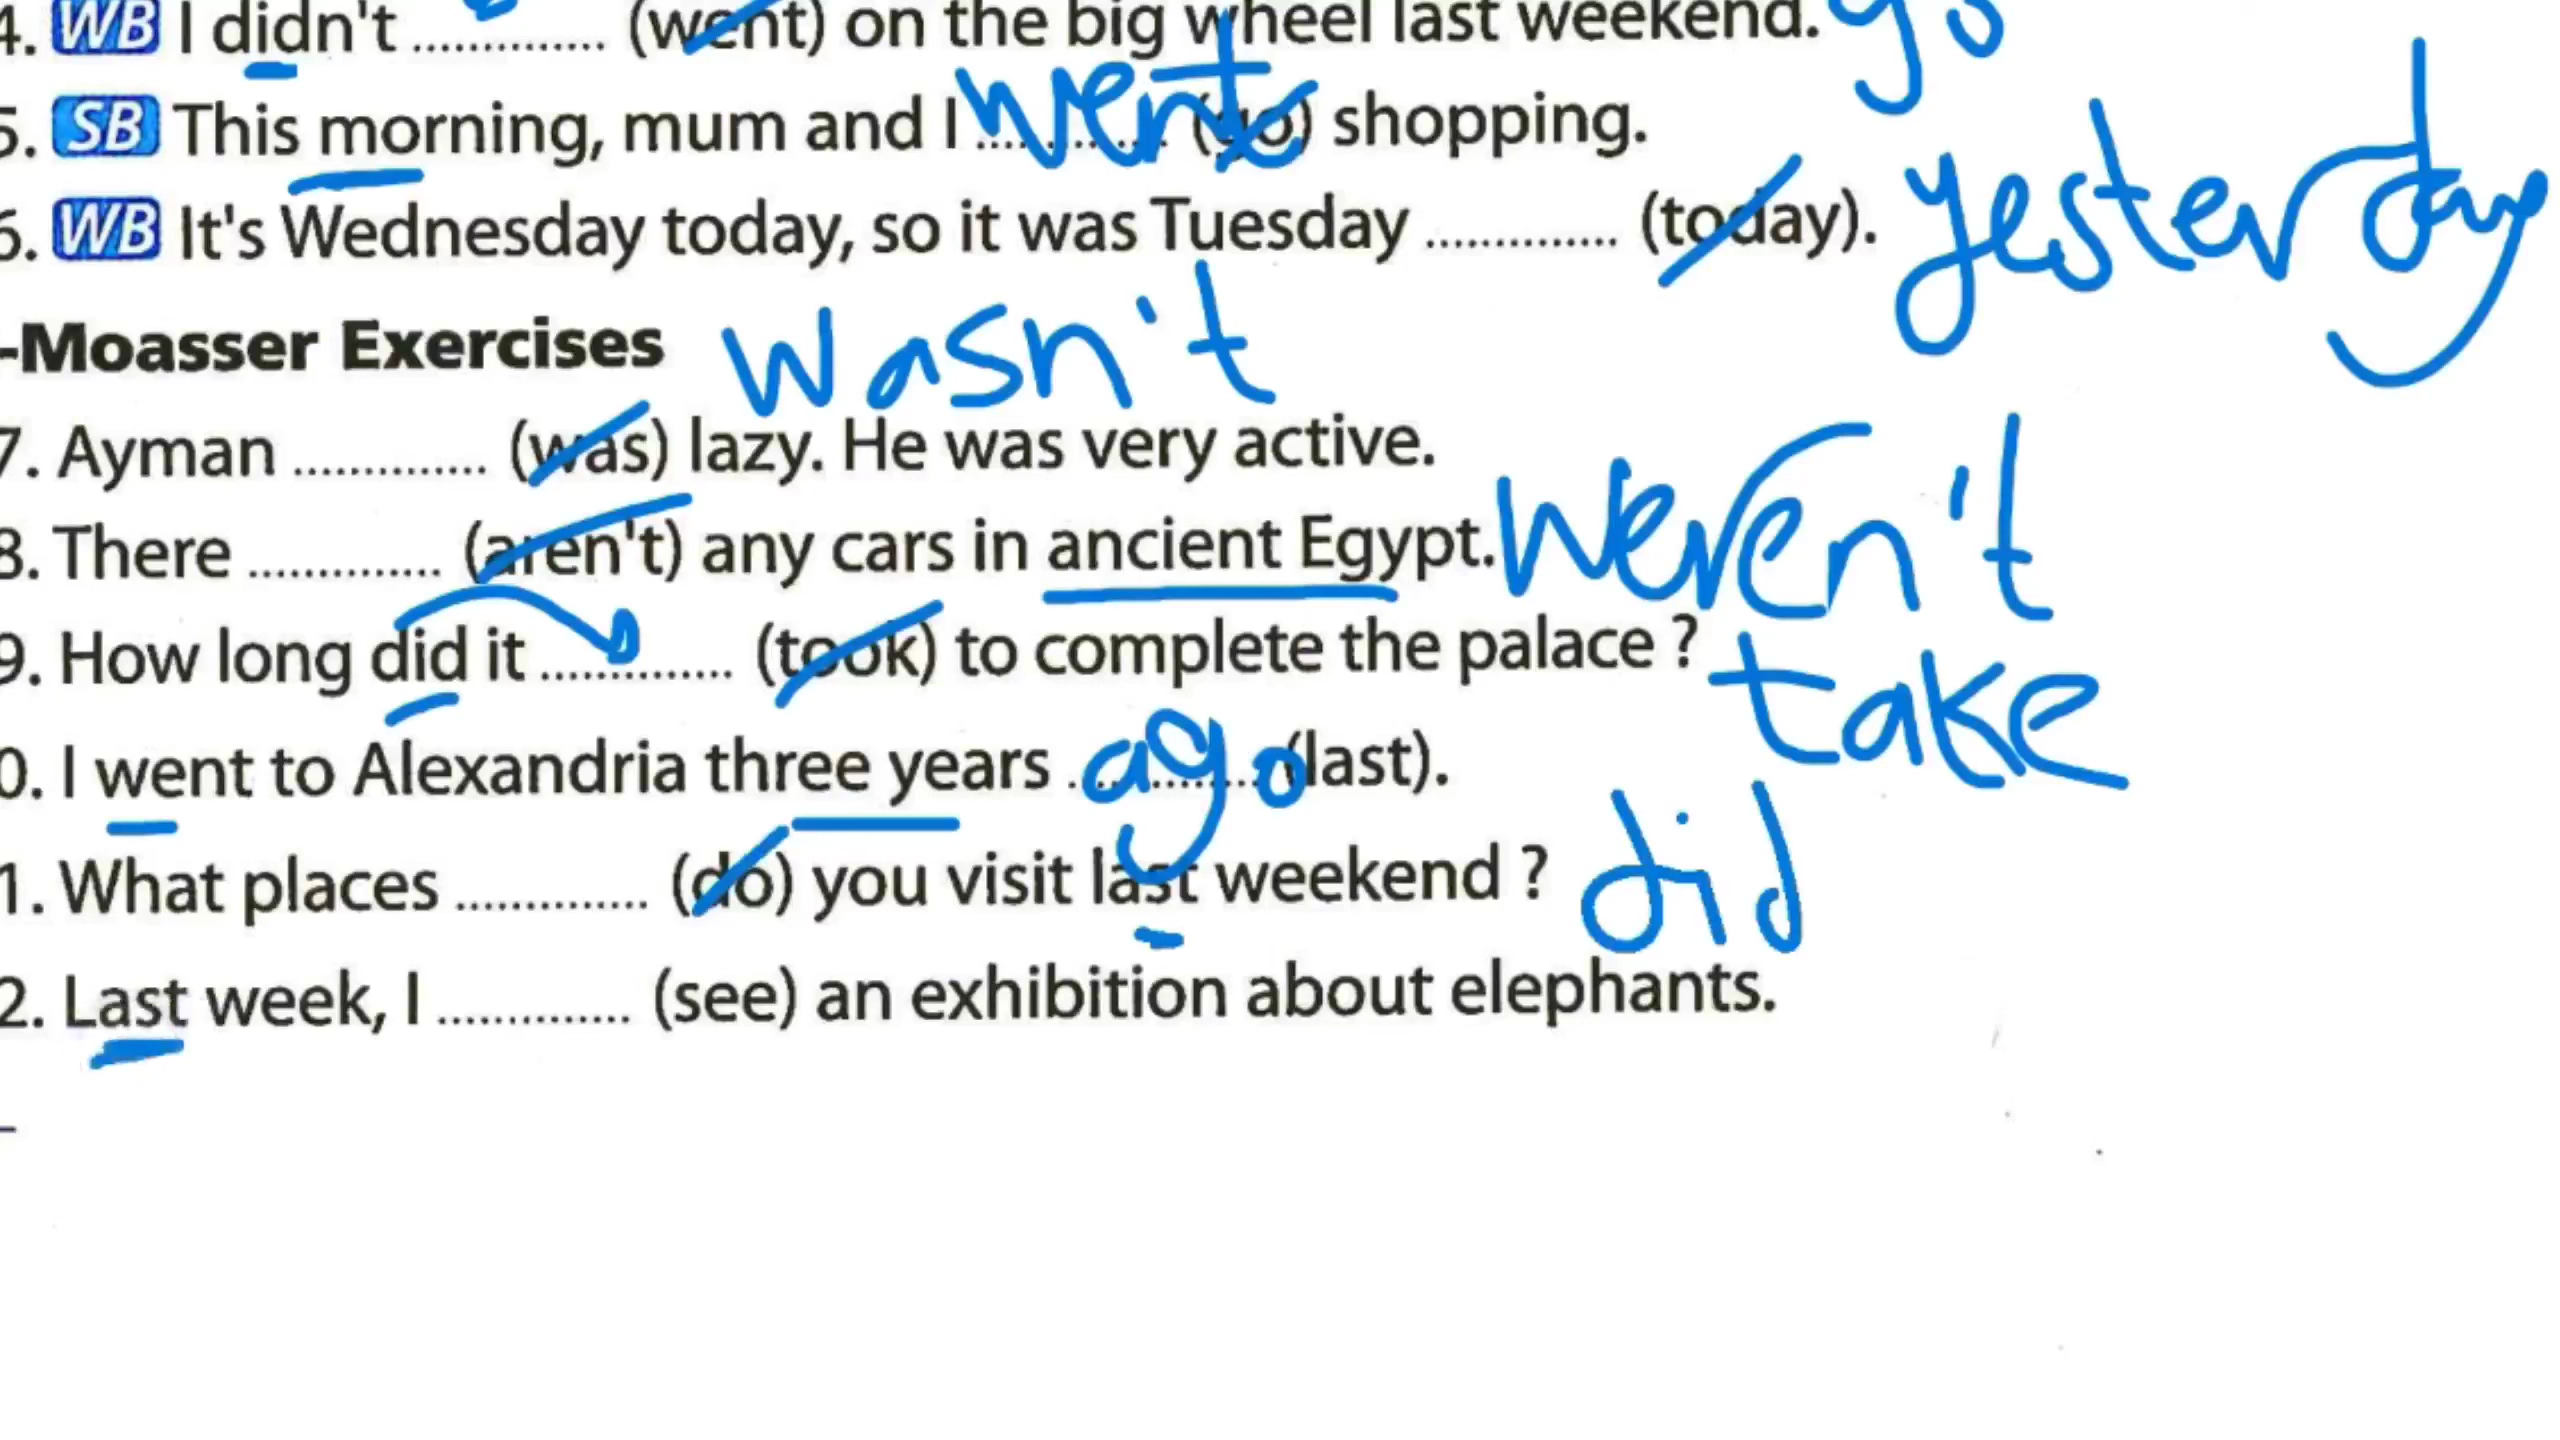 4. WB I didn't .............. (went) on the big wheel last weekend. go
5. SB This morning, mum and I went (go) shopping.
6. WB It's Wednesday today, so it was Tuesday .............. (today). yesterday
-Moasser Exercises
wasn't
7. Ayman .............. (was) lazy. He was very active.
8. There .............. (aren't) any cars in ancient Egypt. weren't
9. How long did it .............. (took) to complete the palace ? take
0. I went to Alexandria three years ago (last).
1. What places .............. (do) you visit last weekend ? did
2. Last week, I .............. (see) an exhibition about elephants.